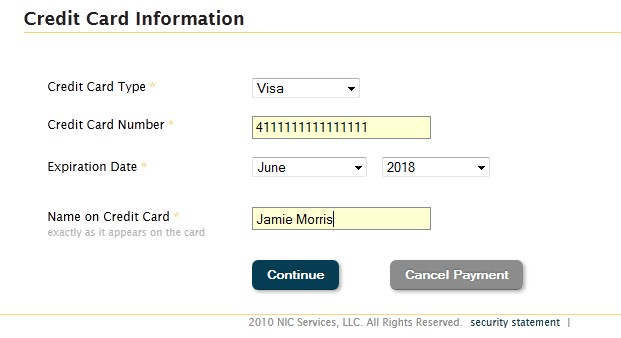 Credit Card Information
Credit Card Type * Visa
Credit Card Number * 4111111111111111
Expiration Date * June 2018
Name on Credit Card * Jamie Morris
exactly as it appears on the card
Continue Cancel Payment
2010 NIC Services, LLC. All Rights Reserved. security statement |